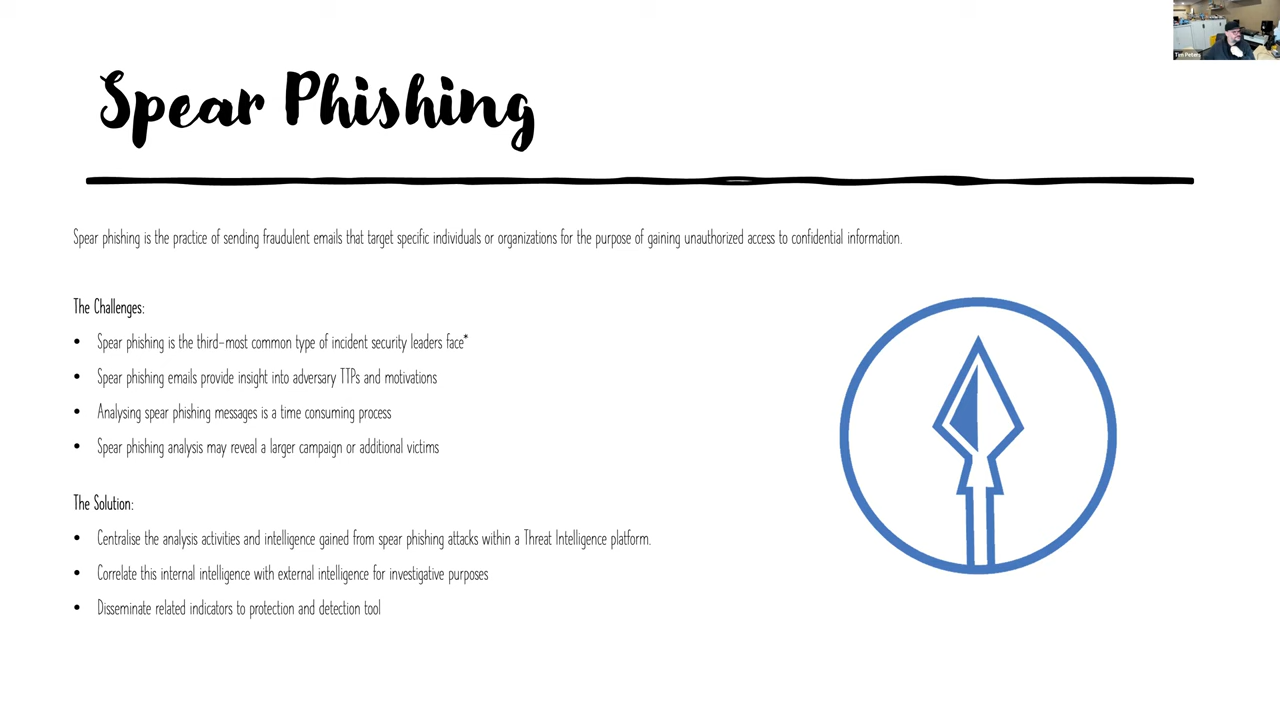 Tim Peters
Spear Phishing
Spear phishing is the practice of sending fraudulent emails that target specific individuals or organizations for the purpose of gaining unauthorized access to confidential information.
The Challenges:
• Spear phishing is the third-most common type of incident security leaders face*
• Spear phishing emails provide insight into adversary TTPs and motivations
• Analysing spear phishing messages is a time consuming process
• Spear phishing analysis may reveal a larger campaign or additional victims
The Solution:
• Centralise the analysis activities and intelligence gained from spear phishing attacks within a Threat Intelligence platform.
• Correlate this internal intelligence with external intelligence for investigative purposes
• Disseminate related indicators to protection and detection tool